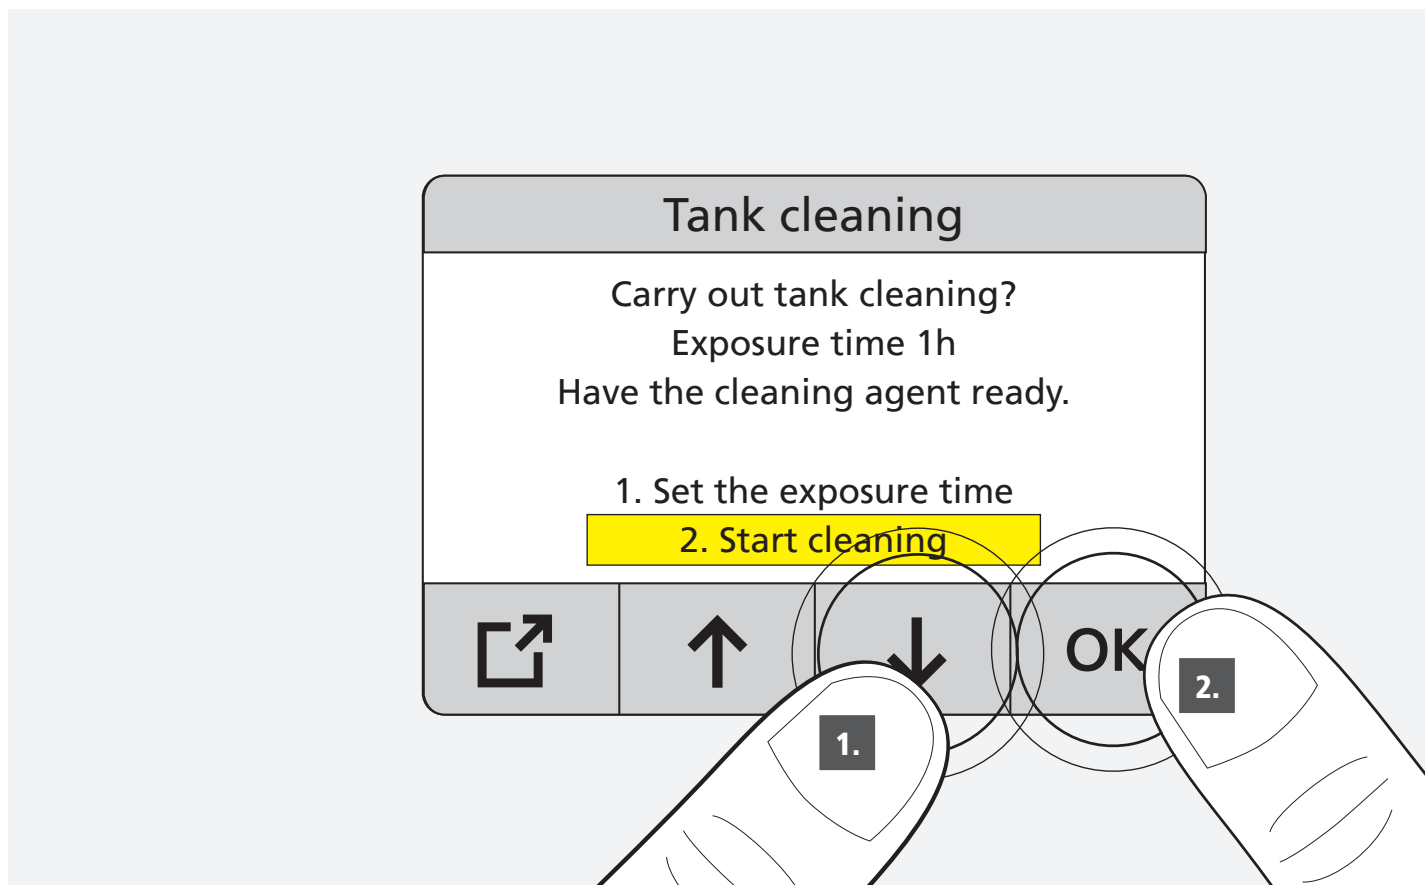 Tank cleaning
Carry out tank cleaning?
Exposure time 1h
Have the cleaning agent ready.
1. Set the exposure time
2. Start cleaning
OK
2.
1.